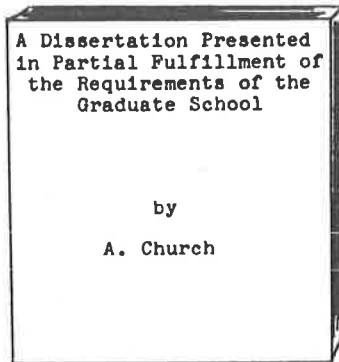 A Dissertation Presented
in Partial Fulfillment of
the Requirements of the
Graduate School
by
A. Church